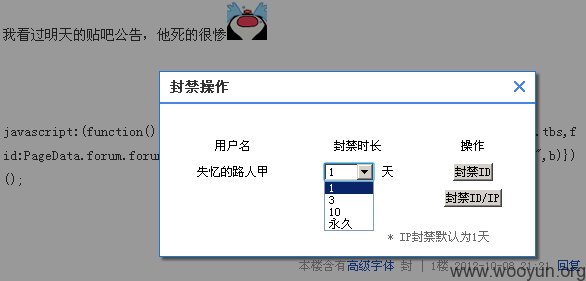 我看过明天的贴吧公告，他死的很惨
封禁操作
用户名 封禁时长 操作
失忆的路人甲 1 天 封禁ID
1
3
10
永久
封禁ID/IP
* IP封禁默认为1天
javascript:(function() .tbs,f
id:PageData.forum.forum ",b)})
();
本楼含有高级字体 封 | 1楼 2012-10-08 21:21 回复
www.wooyun.org